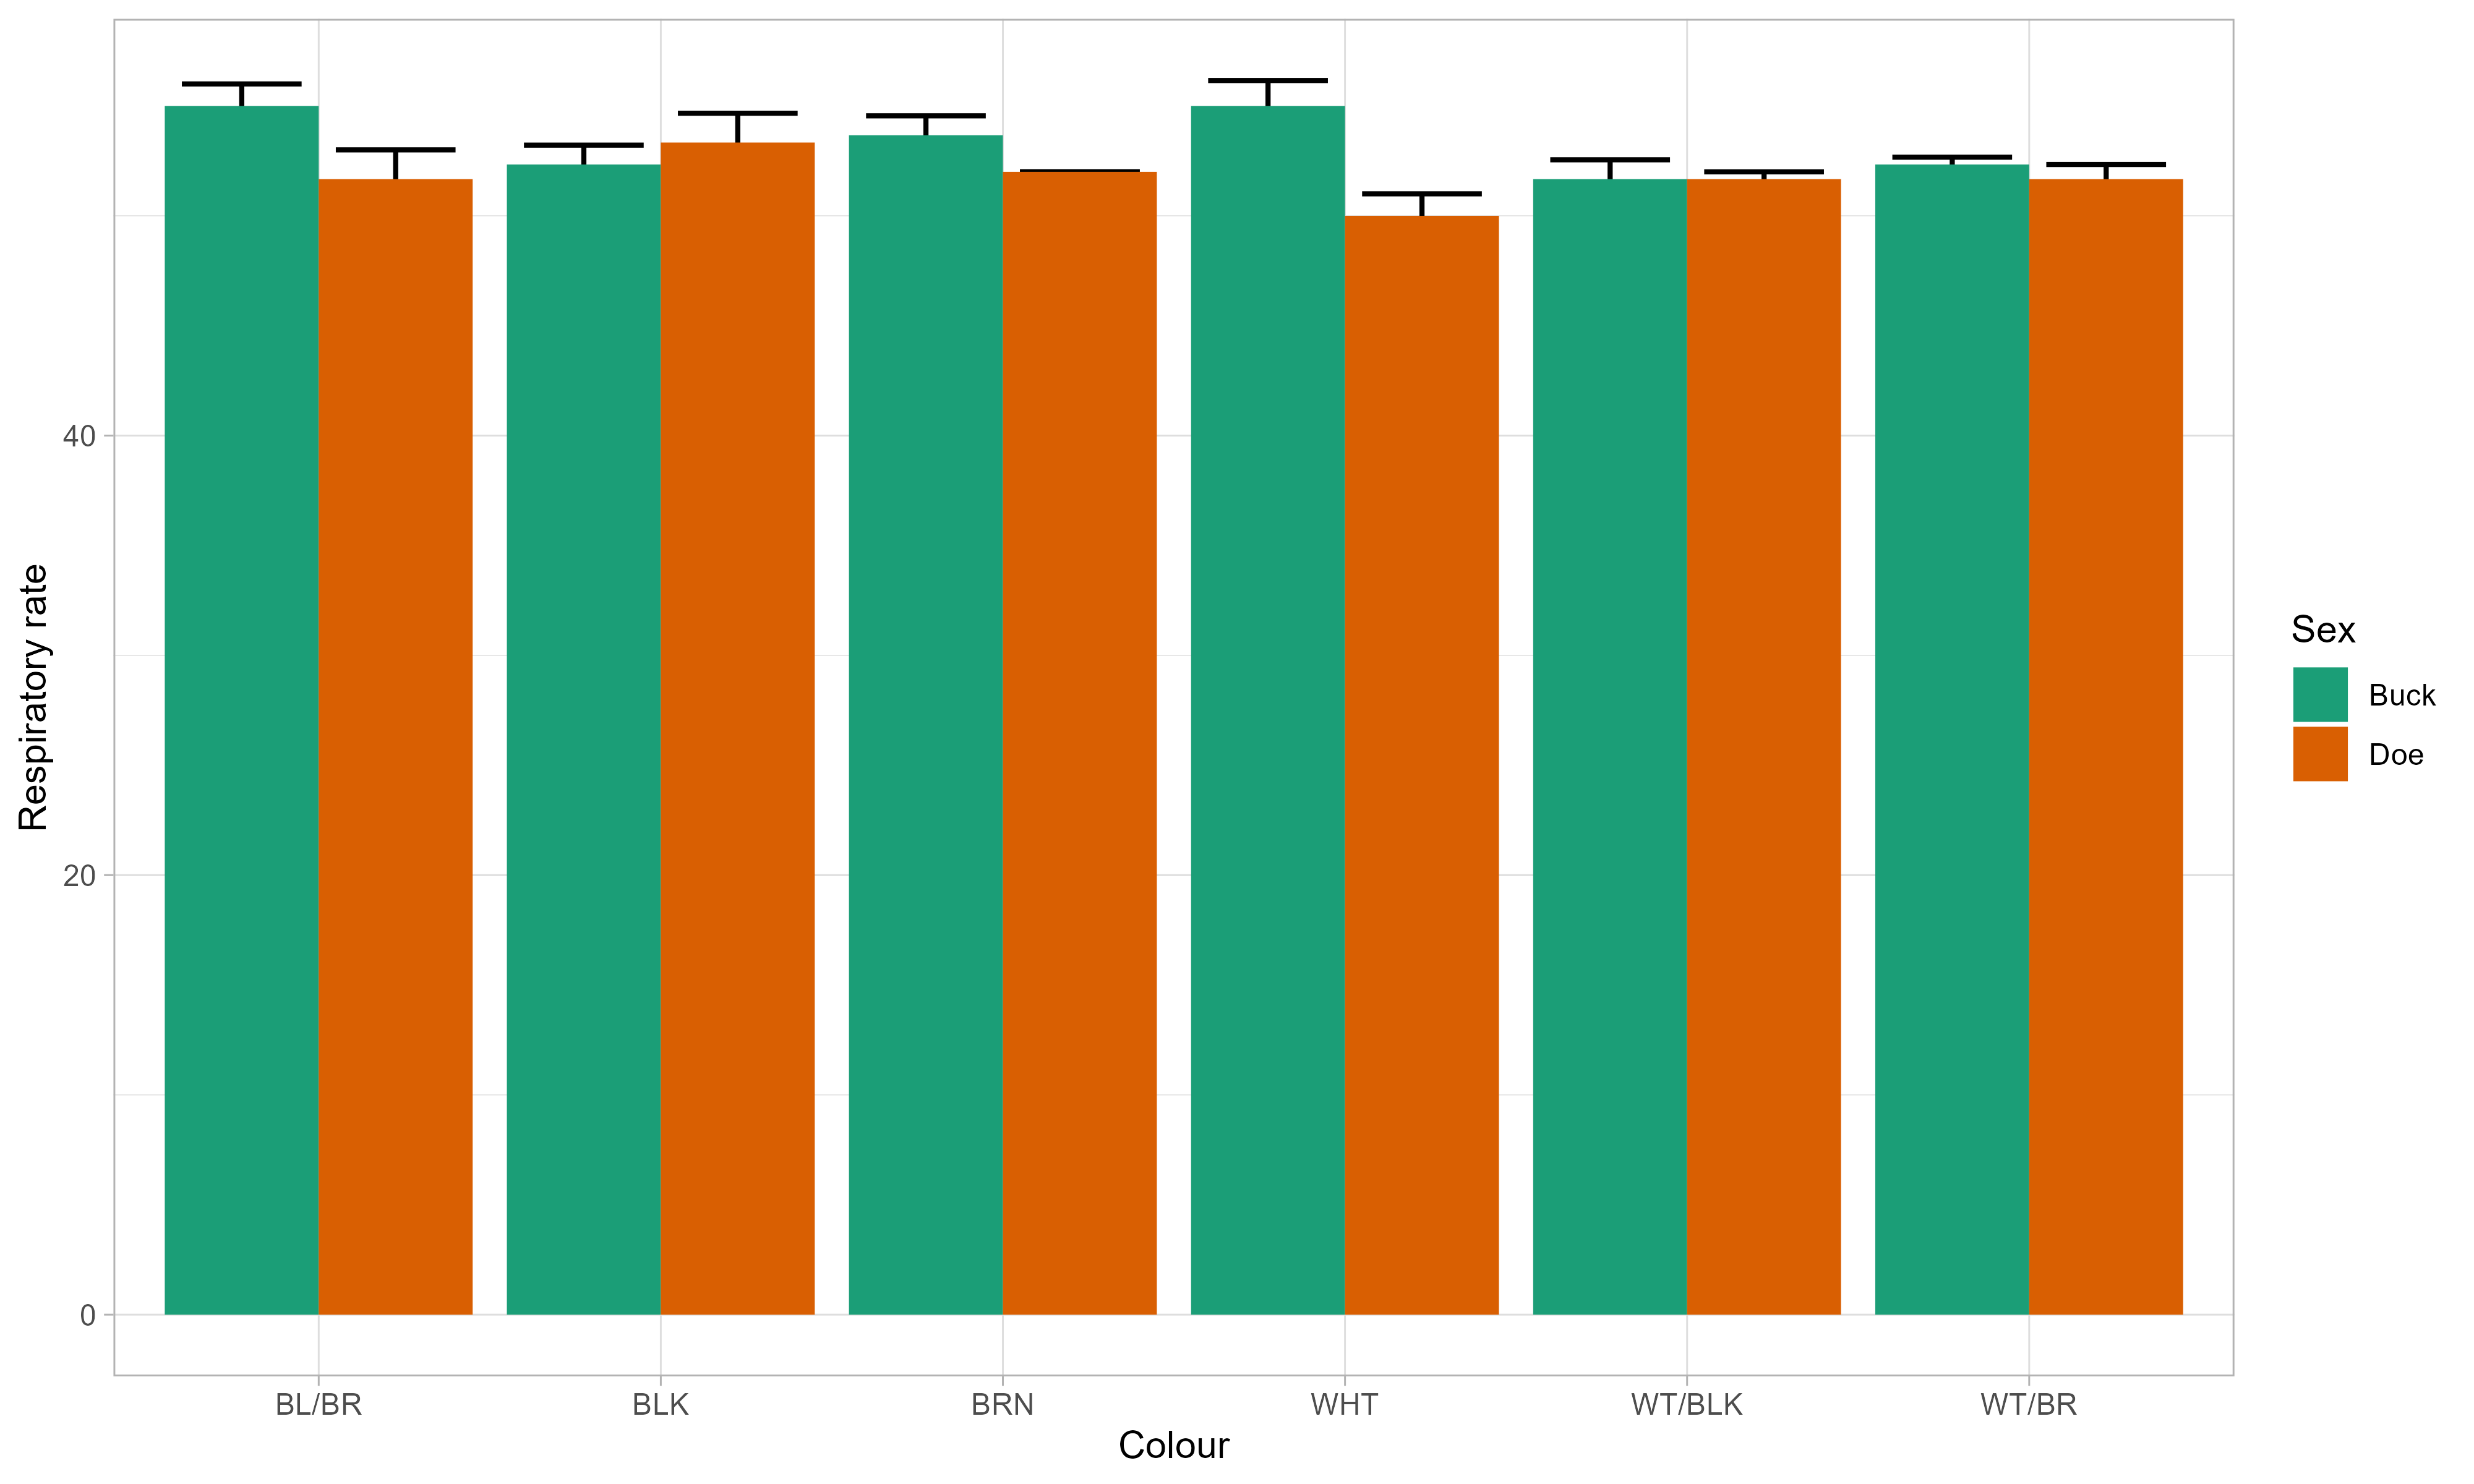 Respiratory rate
40
20
0
BL/BR BLK BRN WHT WT/BLK WT/BR
Colour
Sex
Buck
Doe